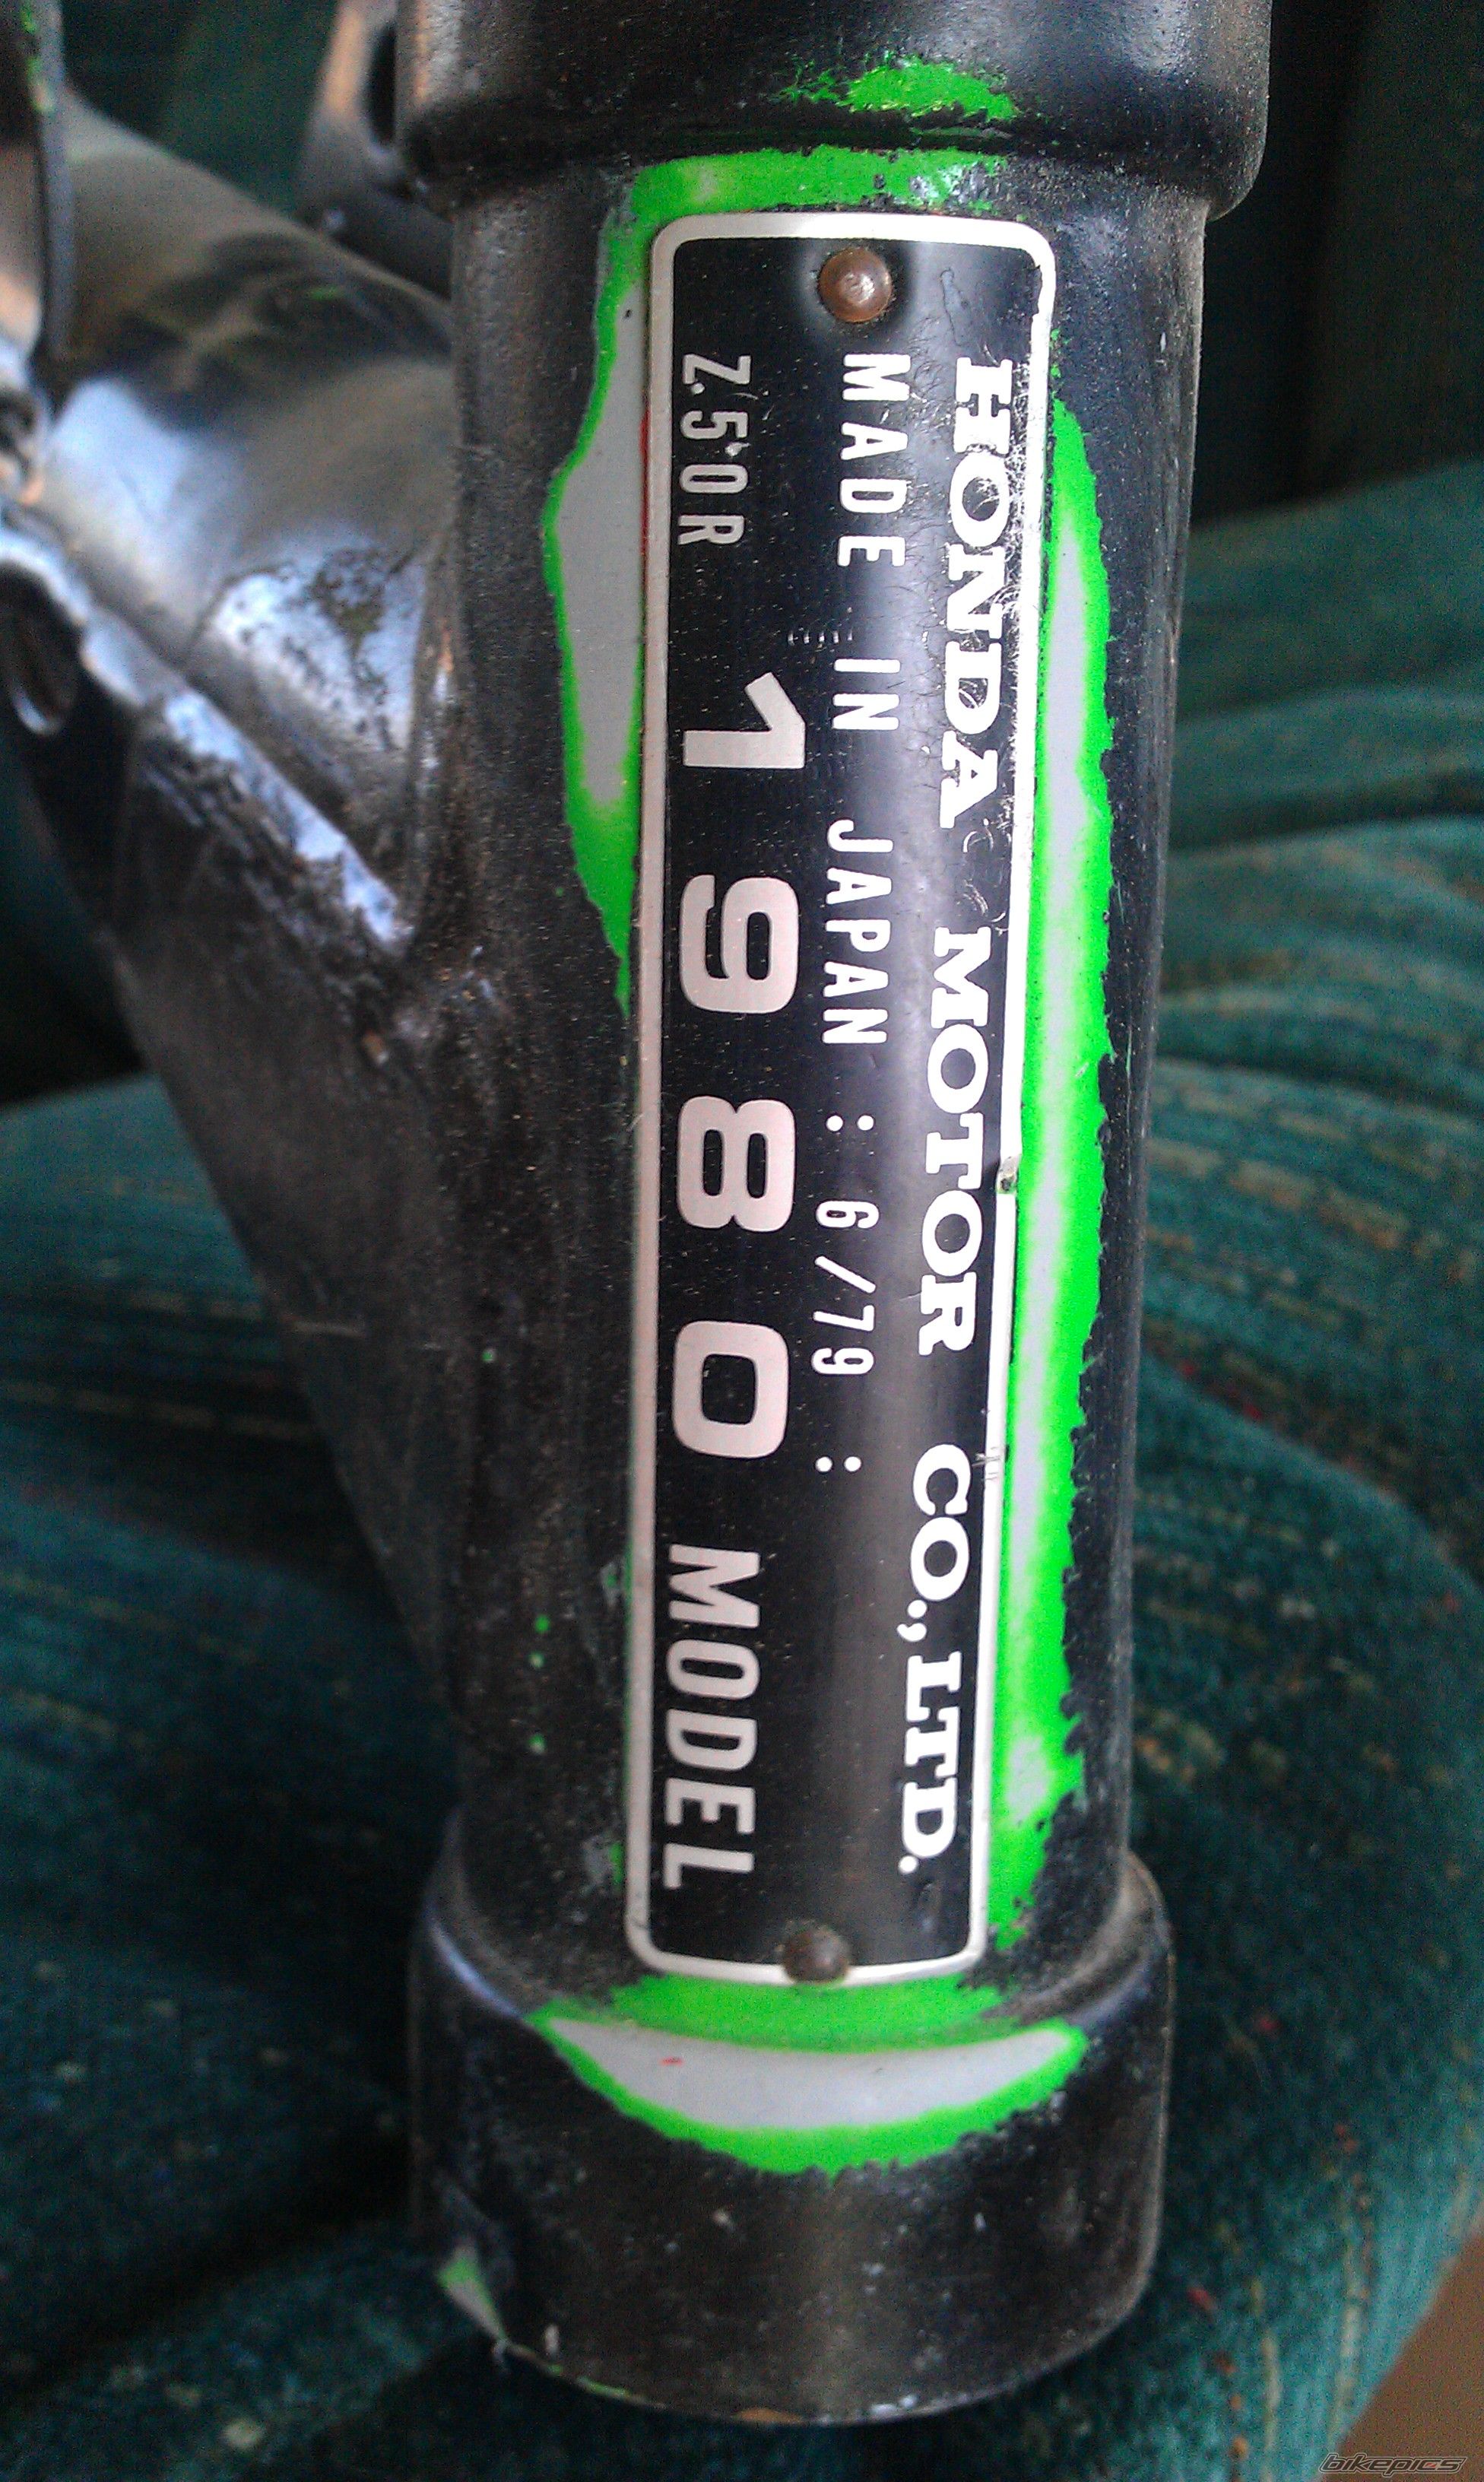 HONDA MOTOR CO., LTD.
MADE IN JAPAN : 6/79 :
Z50R 1980 MODEL
bikepics